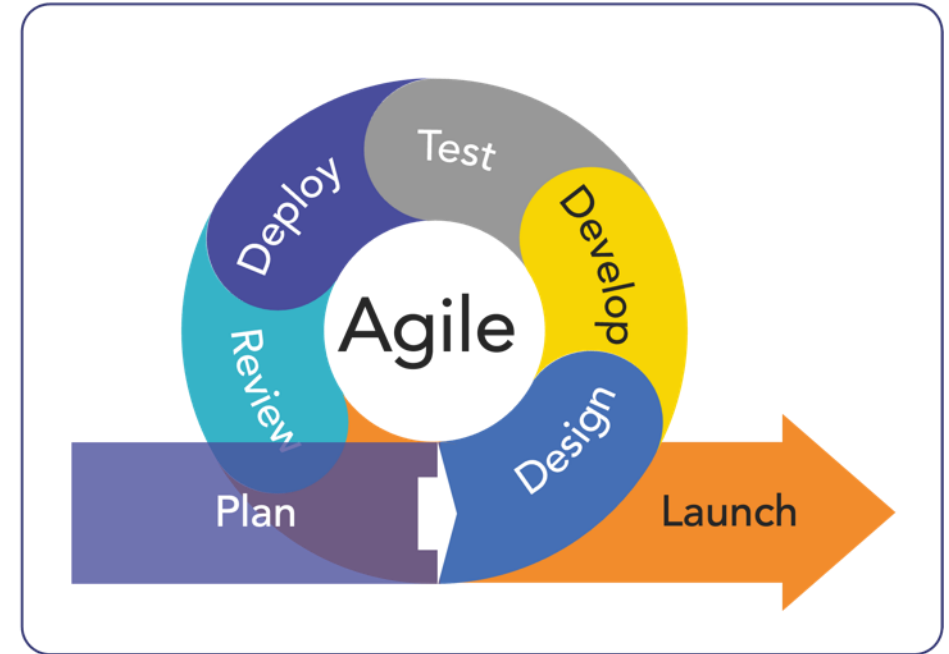 Test
Deploy
Develop
Agile
Review
Design
Plan
Launch